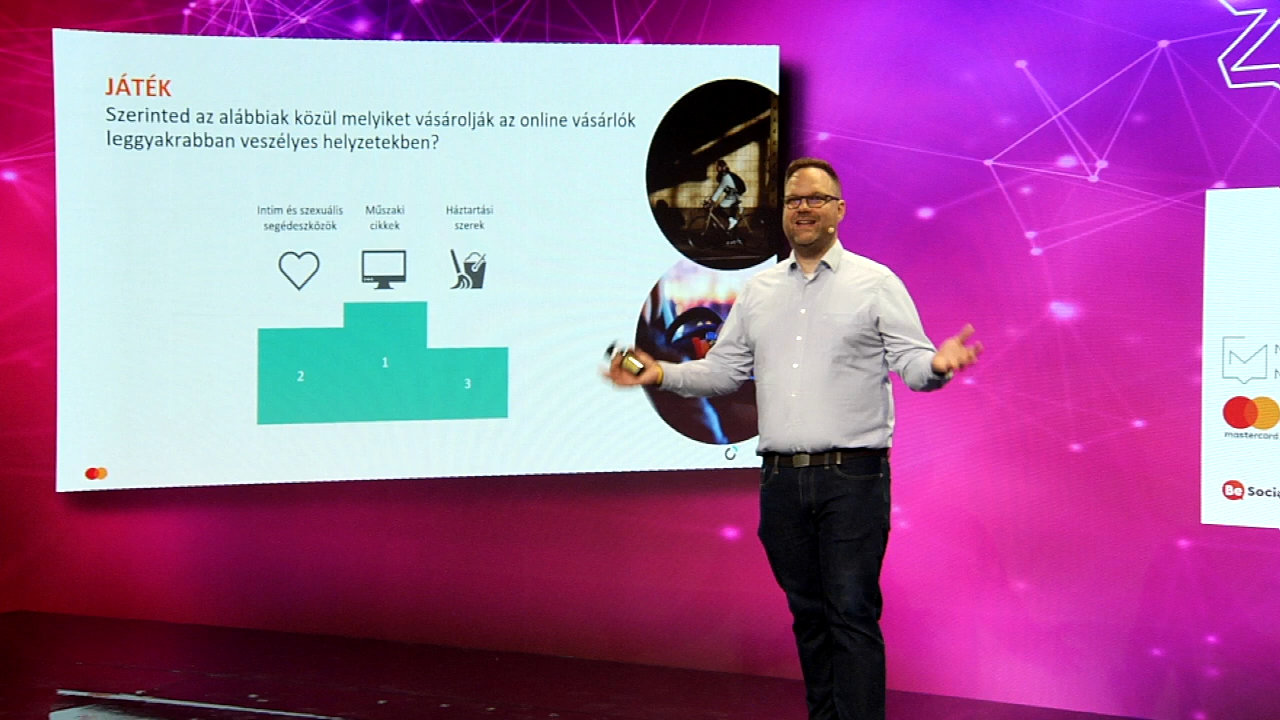 JÁTÉK
Szerinted az alábbiak közül melyiket vásárolják az online vásárlók
leggyakrabban veszélyes helyzetekben?
Intim és szexuális
segédeszközök
Műszaki
cikkek
Háztartási
szerek
2
1
3
mastercard
Be